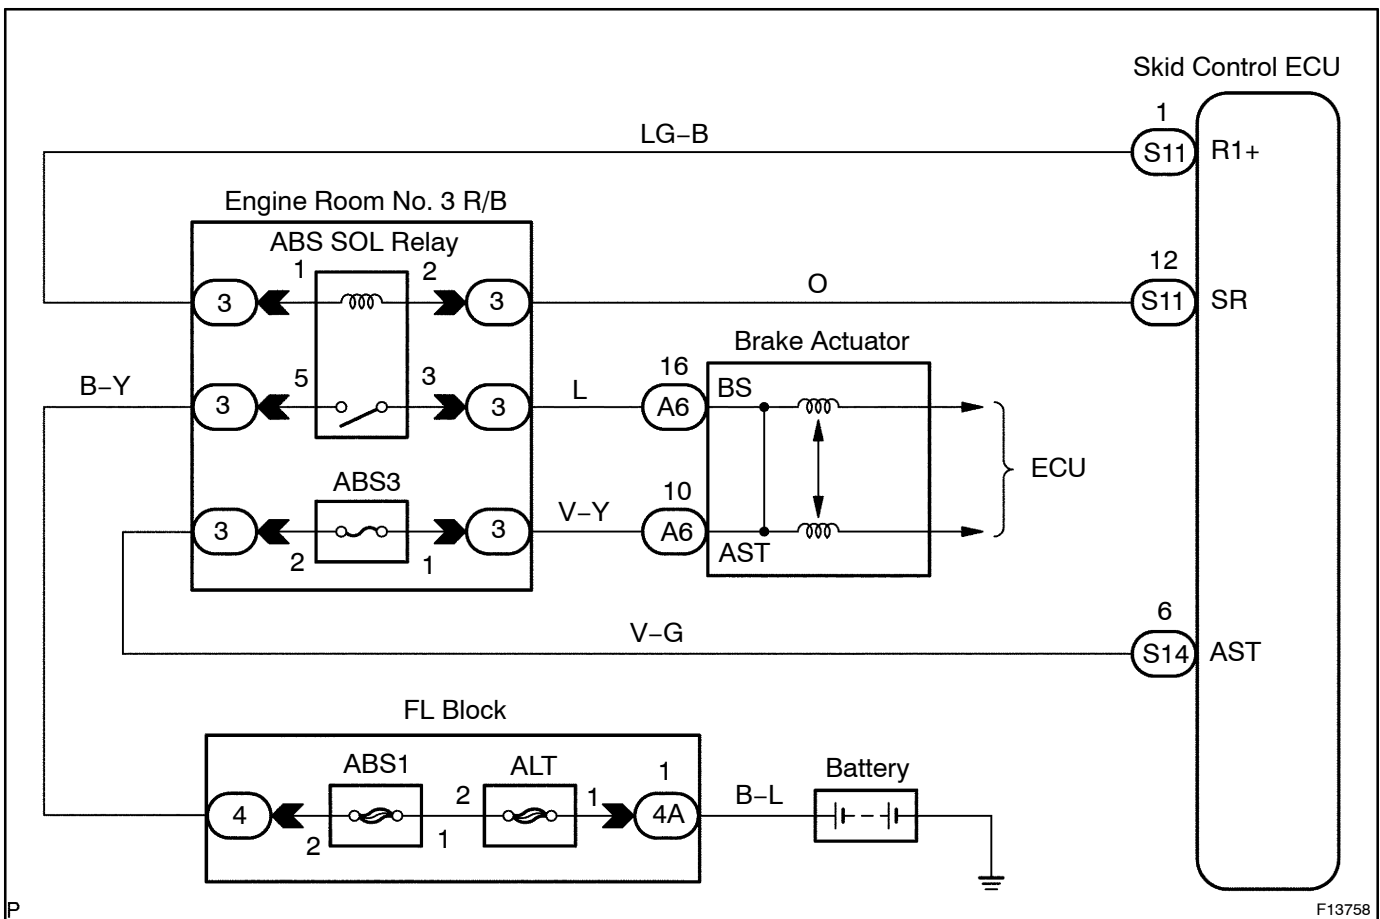 Skid Control ECU
1
LG−B
S11
R1+
Engine Room No. 3 R/B
ABS SOL Relay
1
2
12
3
3
O
S11
SR
Brake Actuator
B−Y
5
3
16
BS
3
3
L
A6
ECU
ABS3
10
V−Y
3
3
A6
AST
2
1
6
V−G
S14
AST
FL Block
ABS1
ALT
1
Battery
2
1
B−L
4
4A
2
1
P
F13758